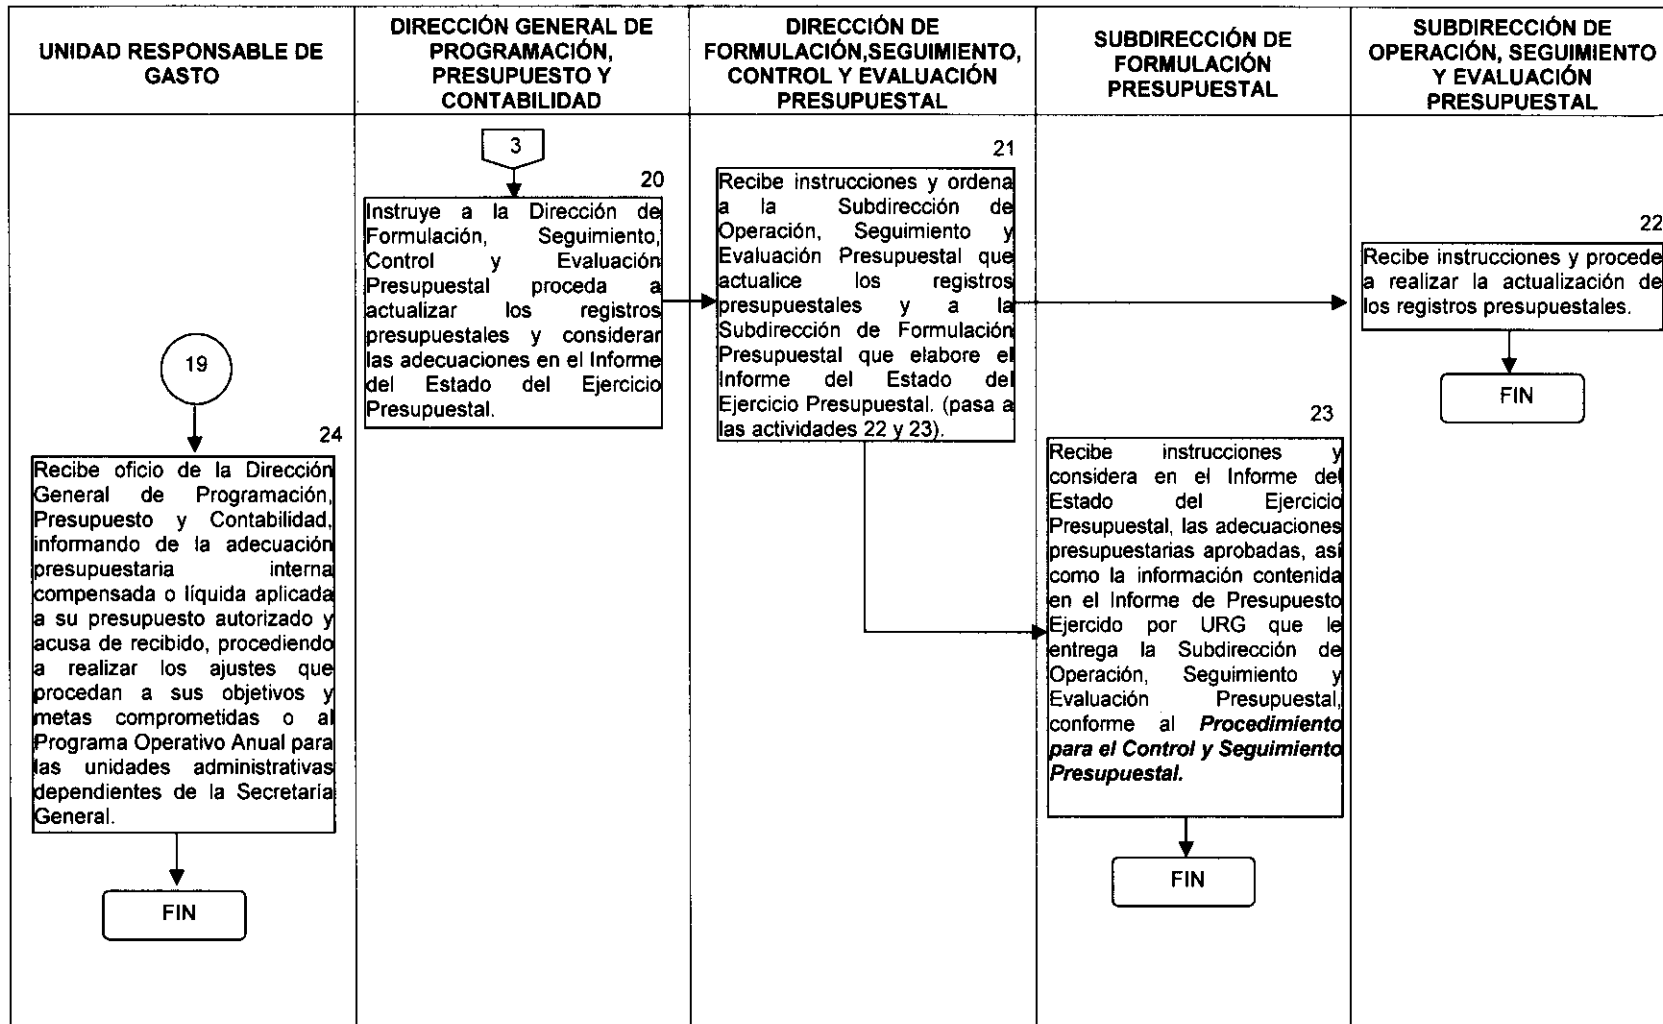 UNIDAD RESPONSABLE DE
GASTO
DIRECCIÓN GENERAL DE
PROGRAMACIÓN,
PRESUPUESTO Y
CONTABILIDAD
DIRECCIÓN DE
FORMULACIÓN,SEGUIMIENTO,
CONTROL Y EVALUACIÓN
PRESUPUESTAL
SUBDIRECCIÓN DE
FORMULACIÓN
PRESUPUESTAL
SUBDIRECCIÓN DE
OPERACIÓN, SEGUIMIENTO
Y EVALUACIÓN
PRESUPUESTAL
19
24
Recibe oficio de la Dirección
General de Programación,
Presupuesto y Contabilidad,
informando de la adecuación
presupuestaria interna
compensada o líquida aplicada
a su presupuesto autorizado y
acusa de recibido, procediendo
a realizar los ajustes que
procedan a sus objetivos y
metas comprometidas o al
Programa Operativo Anual para
las unidades administrativas
dependientes de la Secretaría
General.
FIN
3
20
Instruye a la Dirección de
Formulación, Seguimiento,
Control y Evaluación
Presupuestal proceda a
actualizar los registros
presupuestales y considerar
las adecuaciones en el Informe
del Estado del Ejercicio
Presupuestal.
21
Recibe instrucciones y ordena
a la Subdirección de
Operación, Seguimiento y
Evaluación Presupuestal que
actualice los registros
presupuestales y a la
Subdirección de Formulación
Presupuestal que elabore el
Informe del Estado del
Ejercicio Presupuestal. (pasa a
las actividades 22 y 23).
23
Recibe instrucciones y
considera en el Informe del
Estado del Ejercicio
Presupuestal, las adecuaciones
presupuestarias aprobadas, así
como la información contenida
en el Informe de Presupuesto
Ejercido por URG que le
entrega la Subdirección de
Operación, Seguimiento y
Evaluación Presupuestal,
conforme al Procedimiento
para el Control y Seguimiento
Presupuestal.
FIN
22
Recibe instrucciones y procede
a realizar la actualización de
los registros presupuestales.
FIN